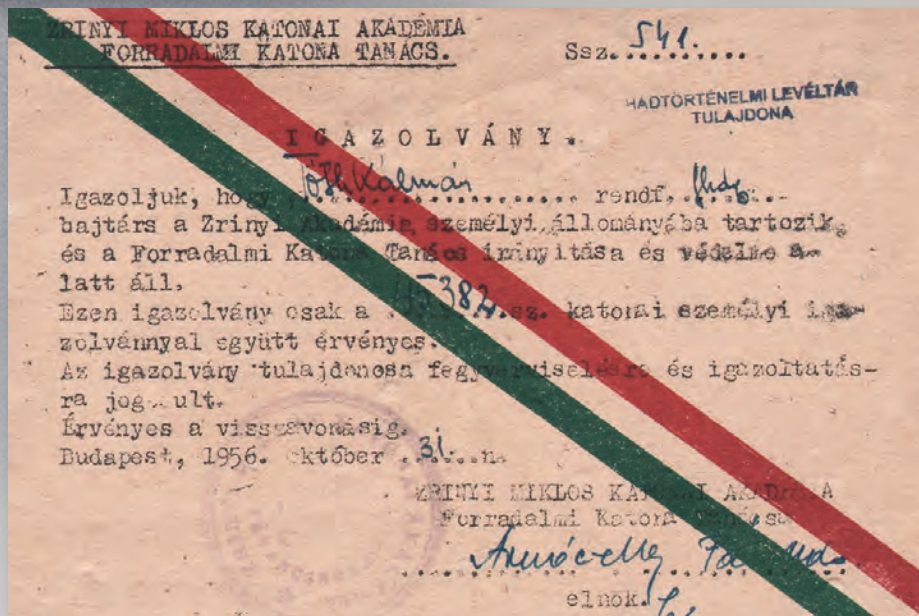 ZRINYI MIKLOS KATONAI AKADÉMIA
FORRADALMI KATONA TANÁCS.
Ssz. 541.
HADTÖRTÉNELMI LEVÉLTÁR
TULAJDONA
IGAZOLVÁNY.
Igazoljuk, hogy Tóth Kálmán rendf. fhdgy
bajtárs a Zrinyi Akadémia személyi állományába tartozik,
és a Forradalmi Katona Tanács irányitása és védelme a-
latt áll.
Ezen igazolvány csak a 45382 .sz. katonai személyi iga-
zolvánnyal együtt érvényes.
Az igazolvány tulajdonosa fegyverviselésre és igazoltatás-
ra jogosult.
Érvényes a visszavonásig.
Budapest, 1956. október 31. n.
ZRINYI MIKLOS KATONAI AKADÉMIA
Forradalmi Katona Tanácsa
elnök.